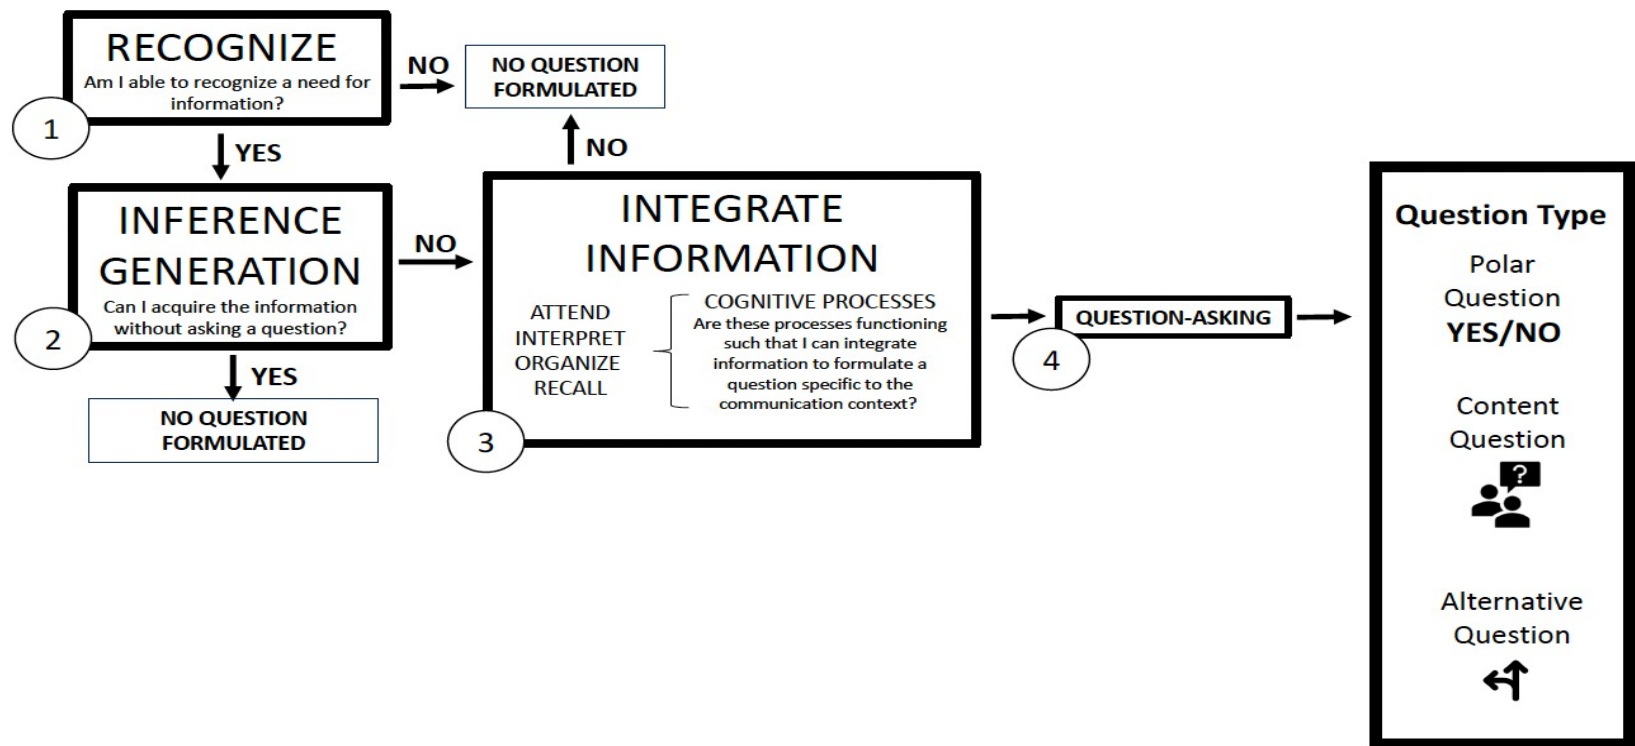 RECOGNIZE
Am I able to recognize a need for
information?
1
NO
NO QUESTION
FORMULATED
YES
NO
INFERENCE
GENERATION
Can I acquire the information
without asking a question?
2
NO
YES
NO QUESTION
FORMULATED
INTEGRATE
INFORMATION
ATTEND
INTERPRET
ORGANIZE
RECALL
COGNITIVE PROCESSES
Are these processes functioning
such that I can integrate
information to formulate a
question specific to the
communication context?
3
QUESTION-ASKING
4
Question Type
Polar
Question
YES/NO
Content
Question
?
Alternative
Question